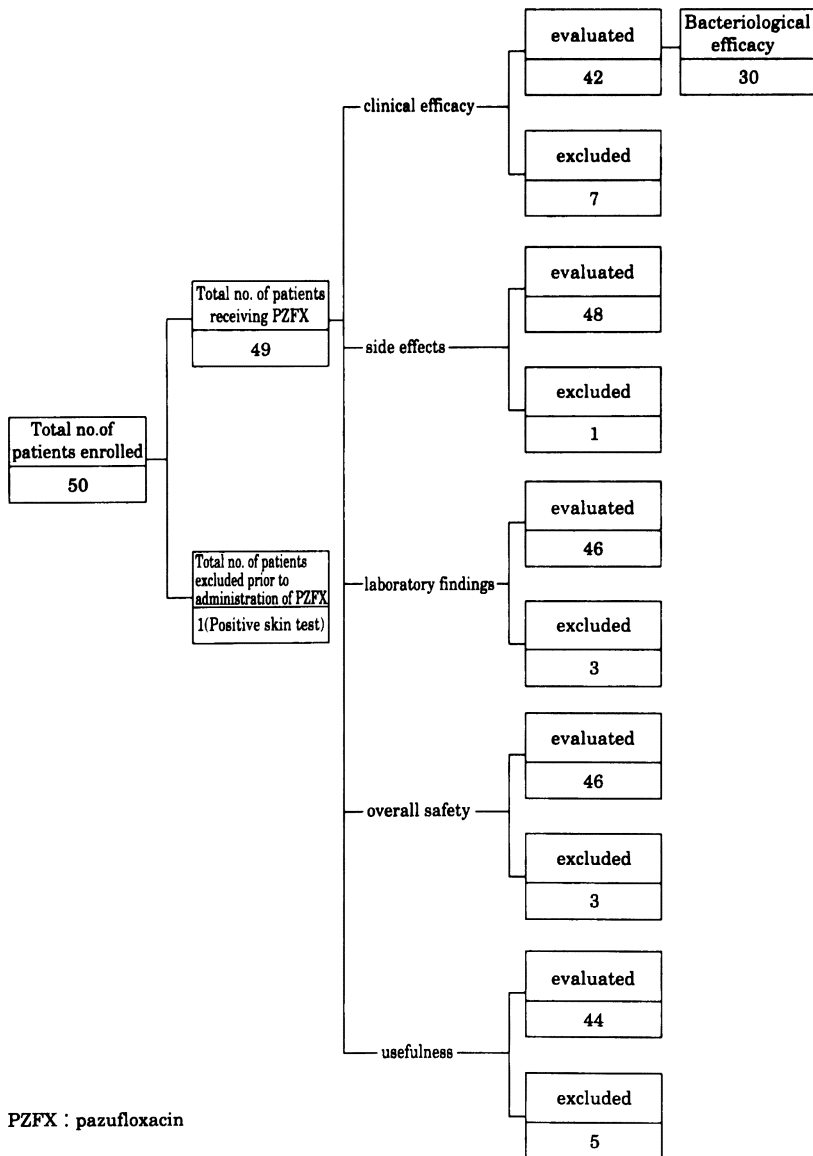 Total no.of
patients enrolled
50
Total no. of patients
receiving PZFX
49
Total no. of patients
excluded prior to
administration of PZFX
1(Positive skin test)
clinical efficacy
evaluated
42
Bacteriological
efficacy
30
excluded
7
side effects
evaluated
48
excluded
1
laboratory findings
evaluated
46
excluded
3
overall safety
evaluated
46
excluded
3
usefulness
evaluated
44
excluded
5
PZFX : pazufloxacin